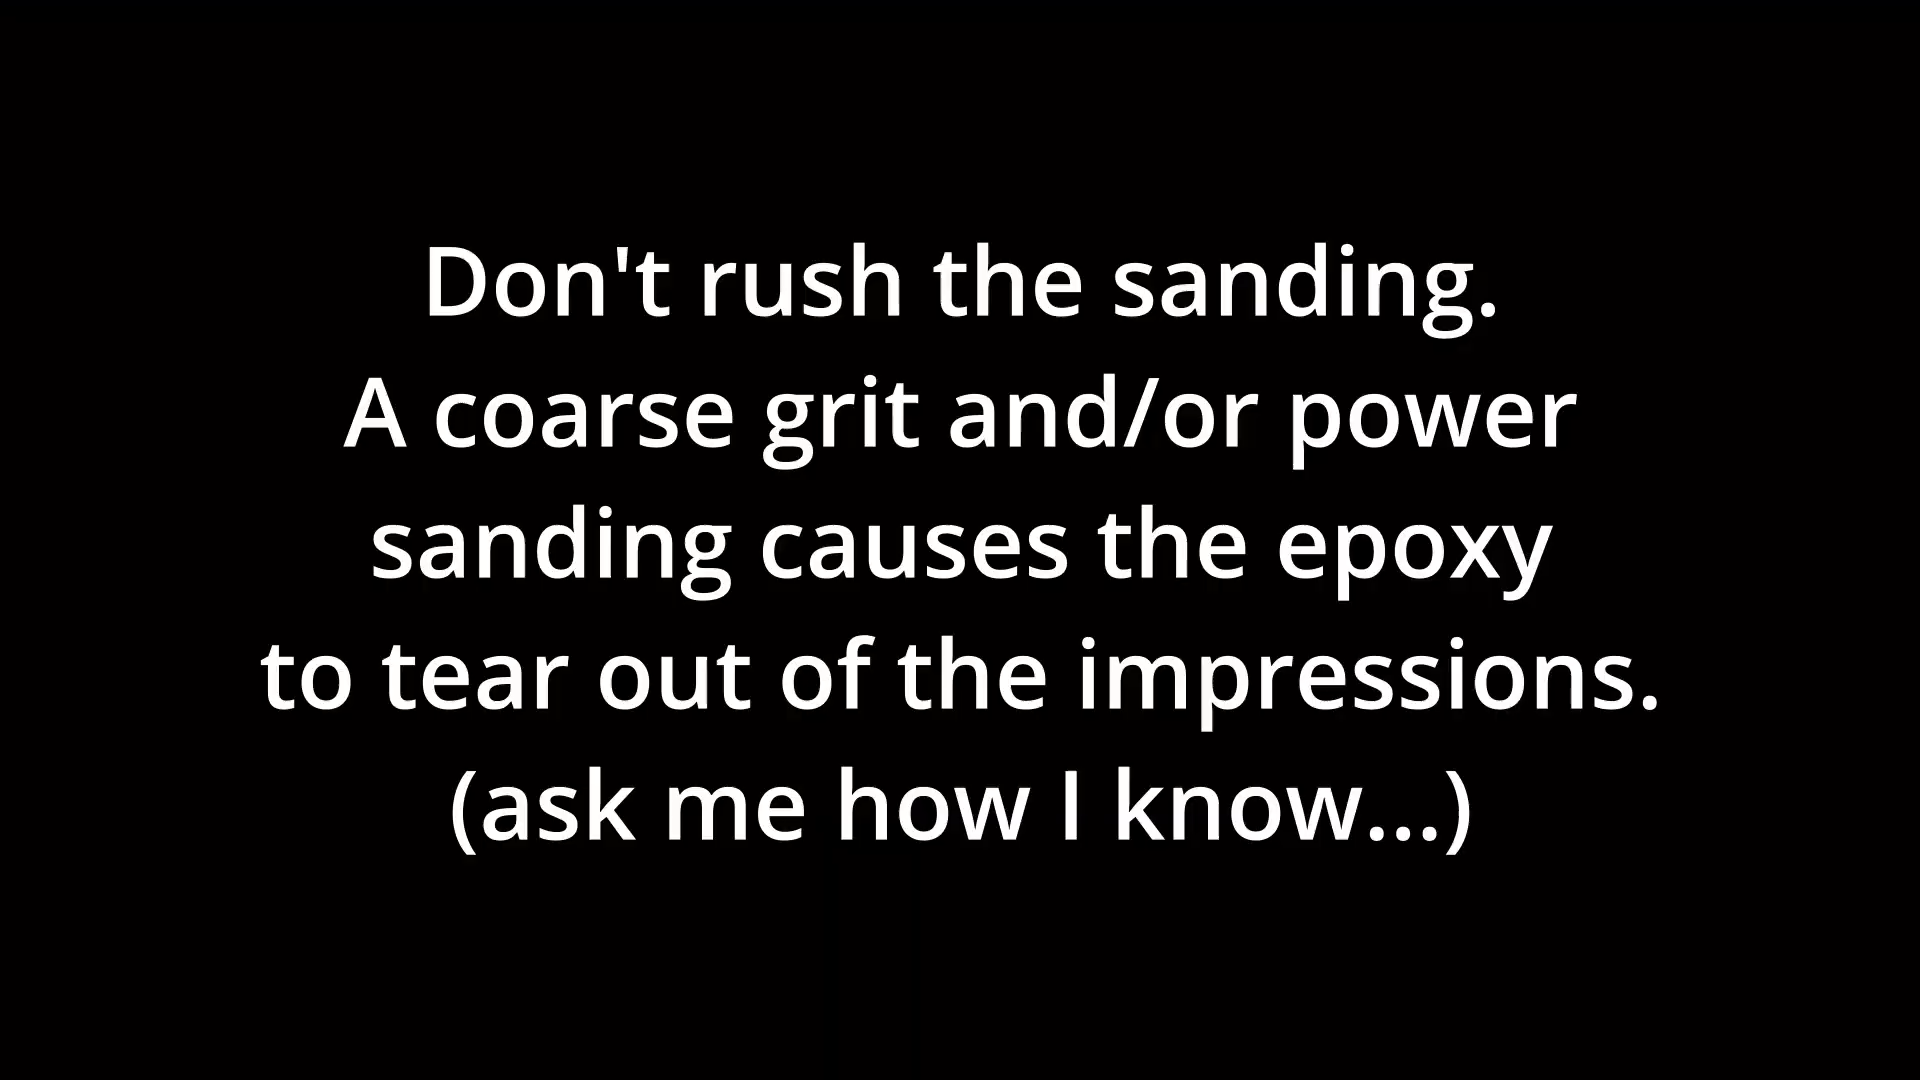 Don't rush the sanding.
A coarse grit and/or power
sanding causes the epoxy
to tear out of the impressions.
(ask me how I know...)